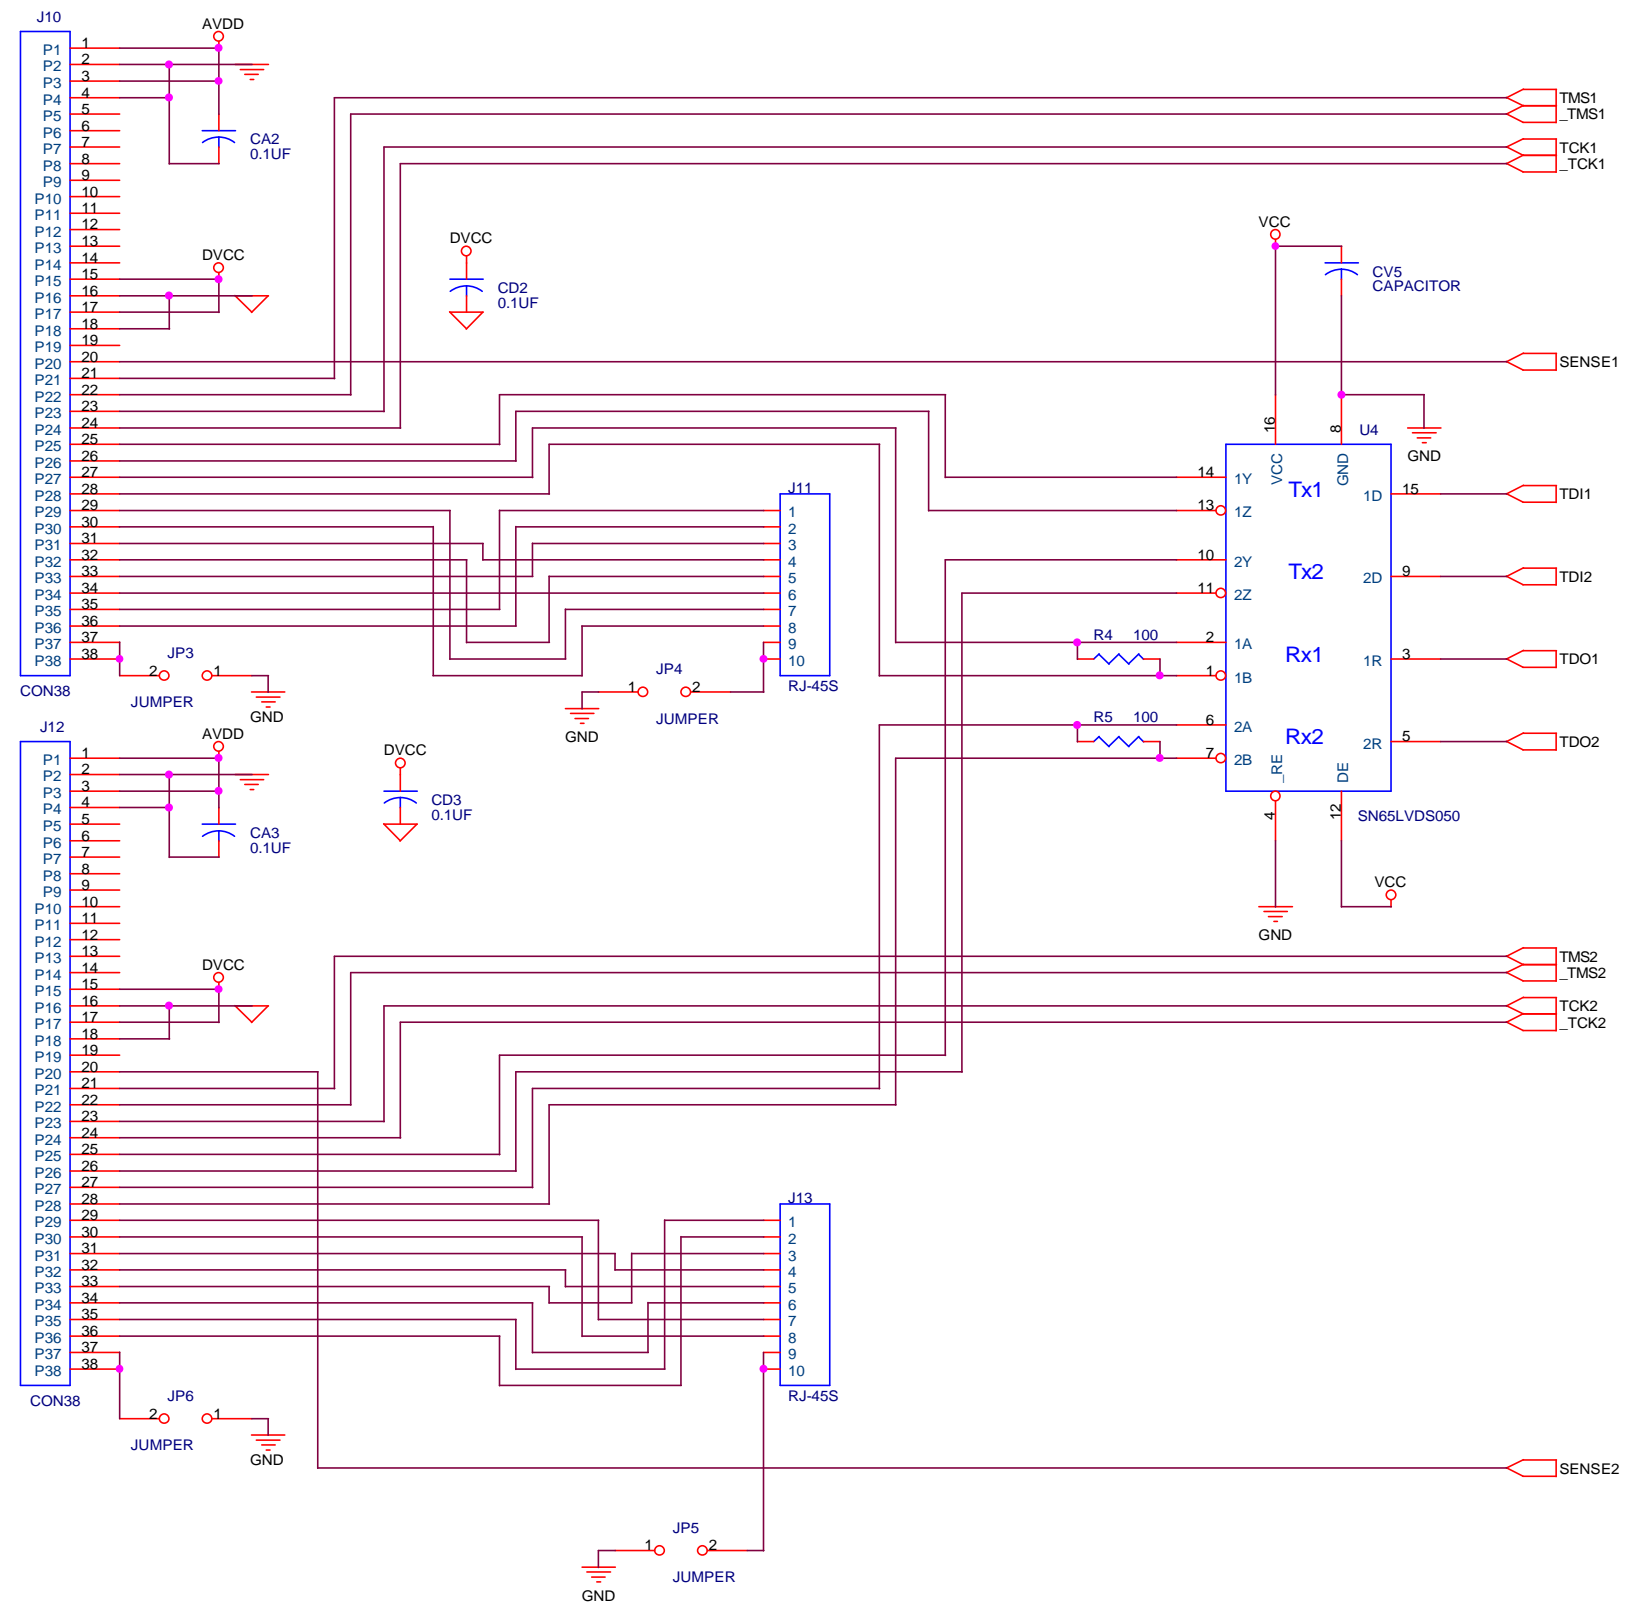 J10
AVDD
P1 1
P2 2
P3 3
P4 4
P5 5
P6 6
P7 7
P8 8
P9 9
P10 10
P11 11
P12 12
P13 13
P14 14
P15 15
P16 16
P17 17
P18 18
P19 19
P20 20
P21 21
P22 22
P23 23
P24 24
P25 25
P26 26
P27 27
P28 28
P29 29
P30 30
P31 31
P32 32
P33 33
P34 34
P35 35
P36 36
P37 37
P38 38
CON38
CA2
0.1UF
DVCC
DVCC
CD2
0.1UF
JP3
2 1
JUMPER
GND
TMS1
_TMS1
TCK1
_TCK1
SENSE1
VCC
CV5
CAPACITOR
GND
J11
1
2
3
4
5
6
7
8
9
10
RJ-45S
JP4
1 2
JUMPER
GND
U4
16 8
VCC GND
14 1Y Tx1 1D 15 TDI1
13 1Z
10 2Y Tx2 2D 9 TDI2
11 2Z
R4 100
2 1A Rx1 1R 3 TDO1
1 1B
R5 100
6 2A Rx2 2R 5 TDO2
7 2B
_RE DE
4 12
SN65LVDS050
VCC
GND
J12
AVDD
P1 1
P2 2
P3 3
P4 4
P5 5
P6 6
P7 7
P8 8
P9 9
P10 10
P11 11
P12 12
P13 13
P14 14
P15 15
P16 16
P17 17
P18 18
P19 19
P20 20
P21 21
P22 22
P23 23
P24 24
P25 25
P26 26
P27 27
P28 28
P29 29
P30 30
P31 31
P32 32
P33 33
P34 34
P35 35
P36 36
P37 37
P38 38
CON38
CA3
0.1UF
DVCC
CD3
0.1UF
DVCC
TMS2
_TMS2
TCK2
_TCK2
J13
1
2
3
4
5
6
7
8
9
10
RJ-45S
JP6
2 1
JUMPER
GND
SENSE2
JP5
1 2
JUMPER
GND